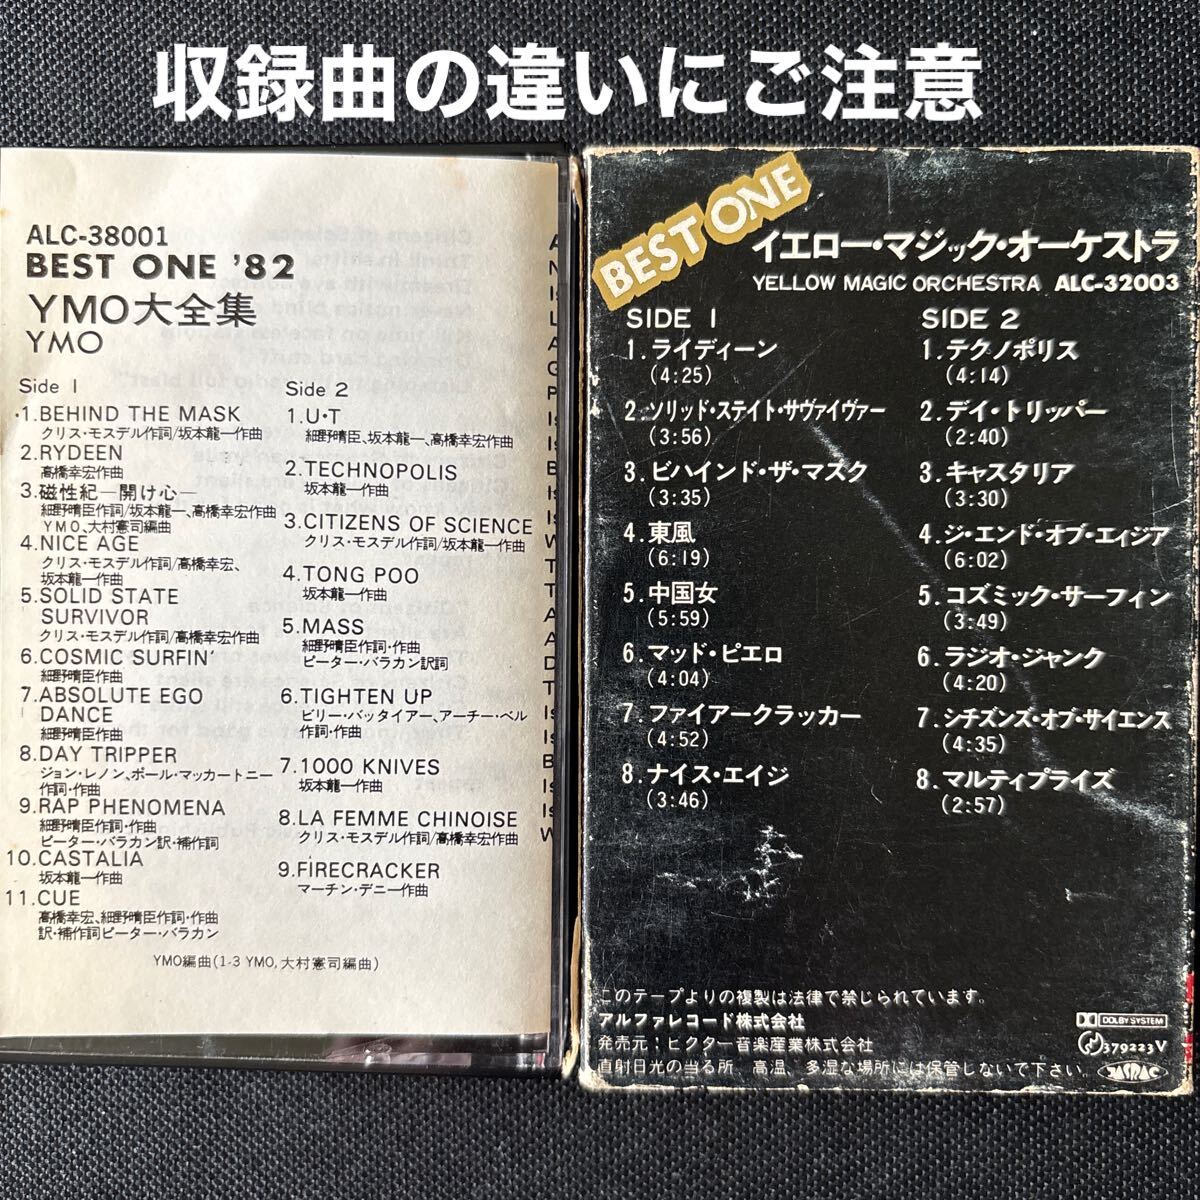 収録曲の違いにご注意
ALC-38001
BEST ONE '82
YMO大全集
YMO
Side 1
1.BEHIND THE MASK
クリス・モスデル作詞/坂本龍一作曲
2.RYDEEN
高橋幸宏作曲
3.磁性紀—開け心—
細野晴臣作詞/坂本龍一、高橋幸宏作曲
YMO、大村憲司編曲
4.NICE AGE
クリス・モスデル作詞/高橋幸宏、
坂本龍一作曲
5.SOLID STATE
SURVIVOR
クリス・モスデル作詞/高橋幸宏作曲
6.COSMIC SURFIN'
細野晴臣作曲
7.ABSOLUTE EGO
DANCE
細野晴臣作曲
8.DAY TRIPPER
ジョン・レノン、ポール・マッカートニー
作詞・作曲
9.RAP PHENOMENA
細野晴臣作詞・作曲
ピーター・バラカン訳・補作詞
10.CASTALIA
坂本龍一作曲
11.CUE
高橋幸宏、細野晴臣作詞・作曲
訳・補作詞ピーター・バラカン
Side 2
1.U・T
細野晴臣、坂本龍一、高橋幸宏作曲
2.TECHNOPOLIS
坂本龍一作曲
3.CITIZENS OF SCIENCE
クリス・モスデル作詞/坂本龍一作曲
4.TONG POO
坂本龍一作曲
5.MASS
細野晴臣作詞・作曲
ピーター・バラカン訳詞
6.TIGHTEN UP
ビリー・バッタイアー、アーチー・ベル
作詞・作曲
7.1000 KNIVES
坂本龍一作曲
8.LA FEMME CHINOISE
クリス・モスデル作詞/高橋幸宏作曲
9.FIRECRACKER
マーチン・デニー作曲
YMO編曲(1-3 YMO,大村憲司編曲)
BEST ONE
イエロー・マジック・オーケストラ
YELLOW MAGIC ORCHESTRA ALC-32003
SIDE 1
1.ライディーン
(4:25)
2.ソリッド・ステイト・サヴァイヴァー
(3:56)
3.ビハインド・ザ・マスク
(3:35)
4.東風
(6:19)
5.中国女
(5:59)
6.マッド・ピエロ
(4:04)
7.ファイアークラッカー
(4:52)
8.ナイス・エイジ
(3:46)
SIDE 2
1.テクノポリス
(4:14)
2.デイ・トリッパー
(2:40)
3.キャスタリア
(3:30)
4.ジ・エンド・オブ・エイジア
(6:02)
5.コズミック・サーフィン
(3:49)
6.ラジオ・ジャンク
(4:20)
7.シチズンズ・オブ・サイエンス
(4:35)
8.マルティプライズ
(2:57)
このテープよりの複製は法律で禁じられています。
アルファレコード株式会社
発売元:ビクター音楽産業株式会社
直射日光の当る所 高温、多湿な場所には保管しないで下さい。
DOLBY SYSTEM
379223V
JASRAC